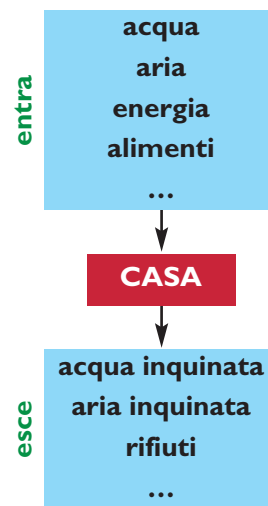 entra
acqua
aria
energia
alimenti
...
CASA
esce
acqua inquinata
aria inquinata
rifiuti
...